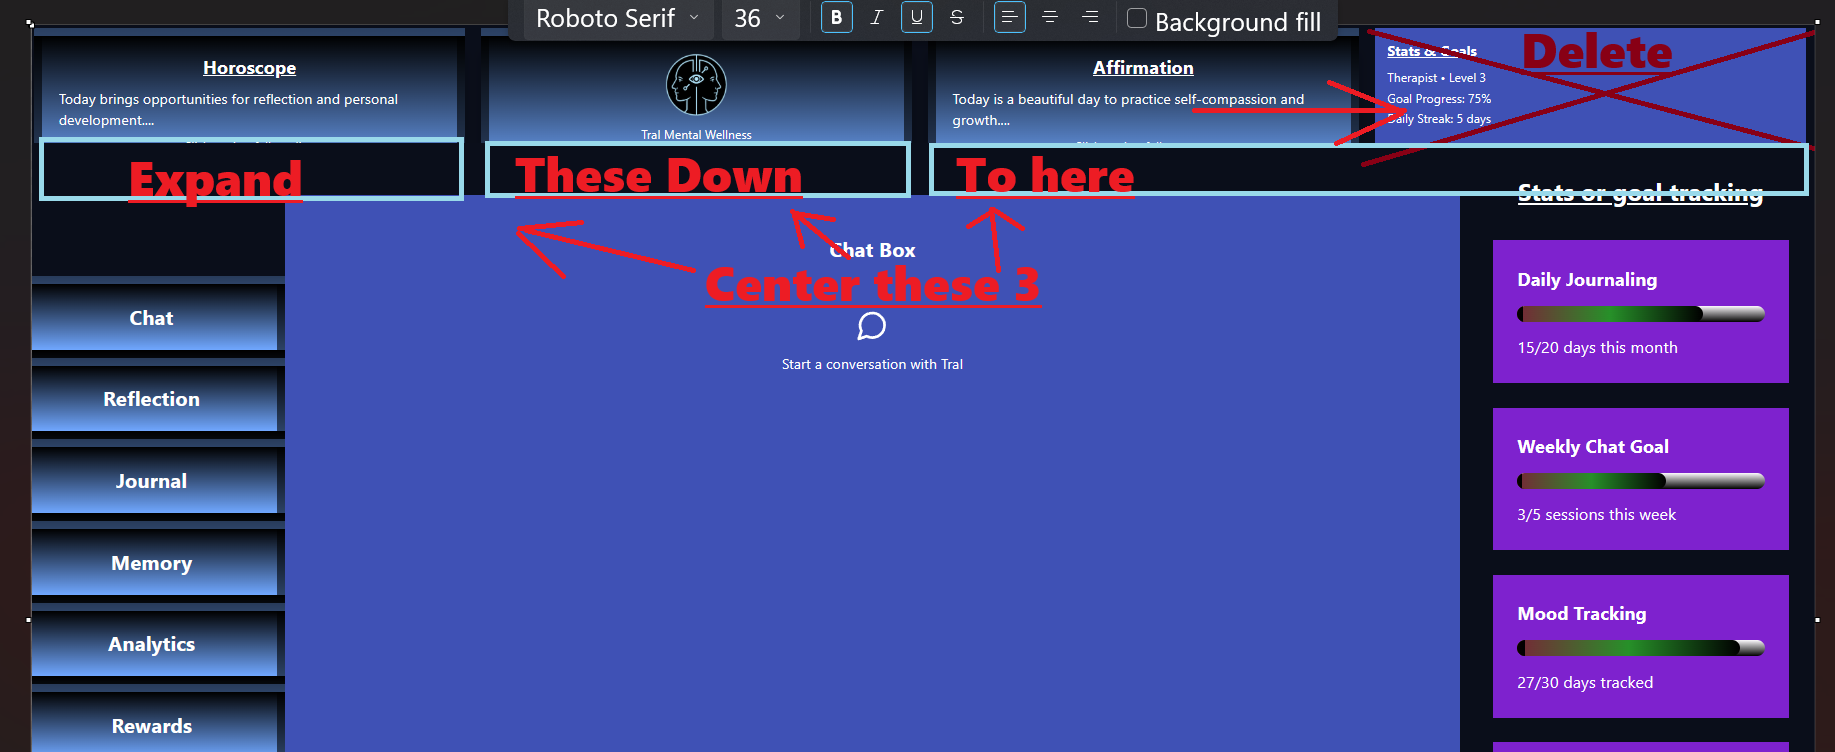 Roboto Serif 36 B I U S Background fill
Horoscope
Today brings opportunities for reflection and personal
development....
Tral Mental Wellness
Affirmation
Today is a beautiful day to practice self-compassion and
growth....
Stats & Goals
Delete
Therapist • Level 3
Goal Progress: 75%
Daily Streak: 5 days
Expand
These Down
To here
Stats or goal tracking
Chat Box
Center these 3
Start a conversation with Tral
Chat
Reflection
Journal
Memory
Analytics
Rewards
Daily Journaling
15/20 days this month
Weekly Chat Goal
3/5 sessions this week
Mood Tracking
27/30 days tracked